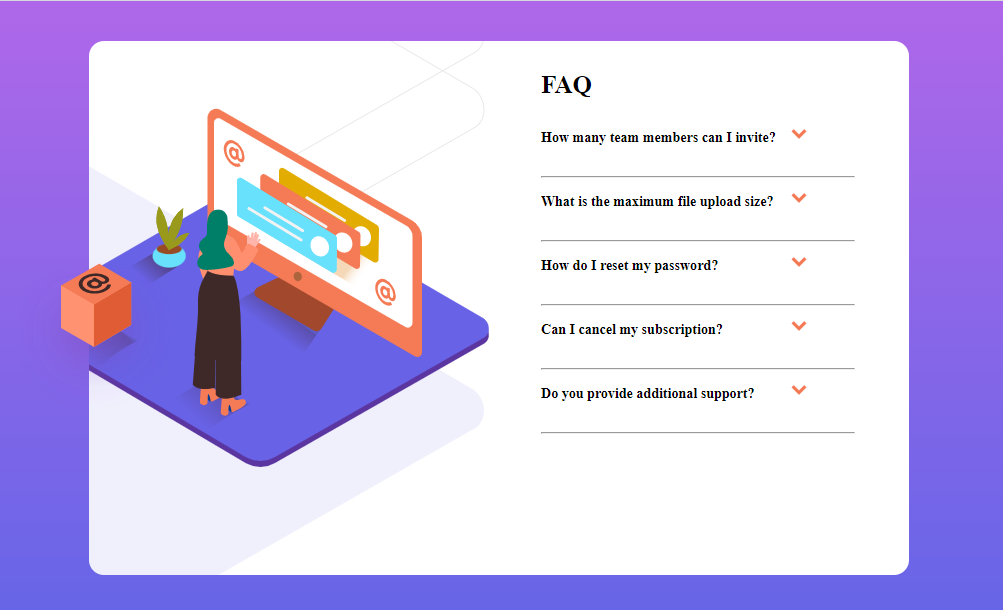 FAQ
How many team members can I invite?
What is the maximum file upload size?
How do I reset my password?
Can I cancel my subscription?
Do you provide additional support?
@
@
@